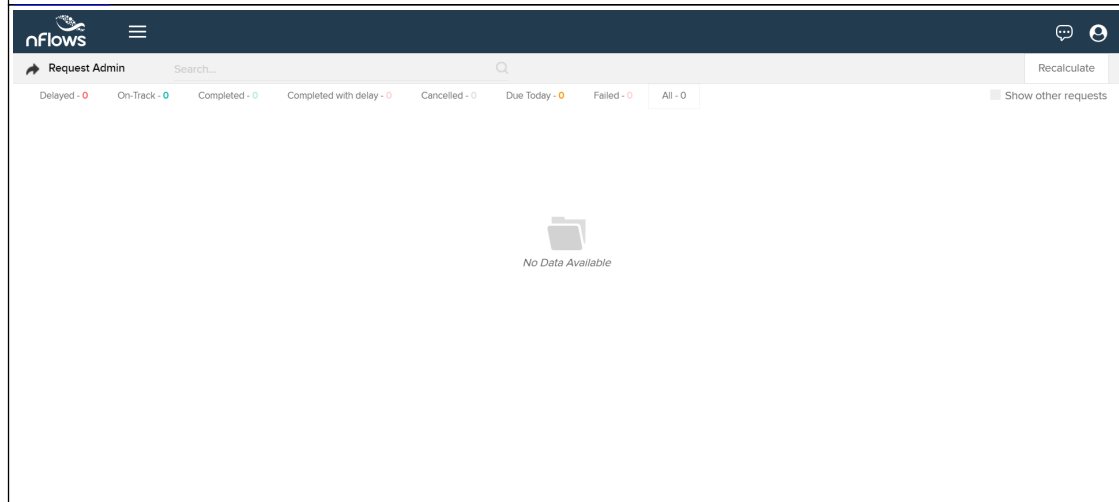 nFlows
Request Admin Search... Recalculate
Delayed - 0 On-Track - 0 Completed - 0 Completed with delay - 0 Cancelled - 0 Due Today - 0 Failed - 0 All - 0 Show other requests
No Data Available